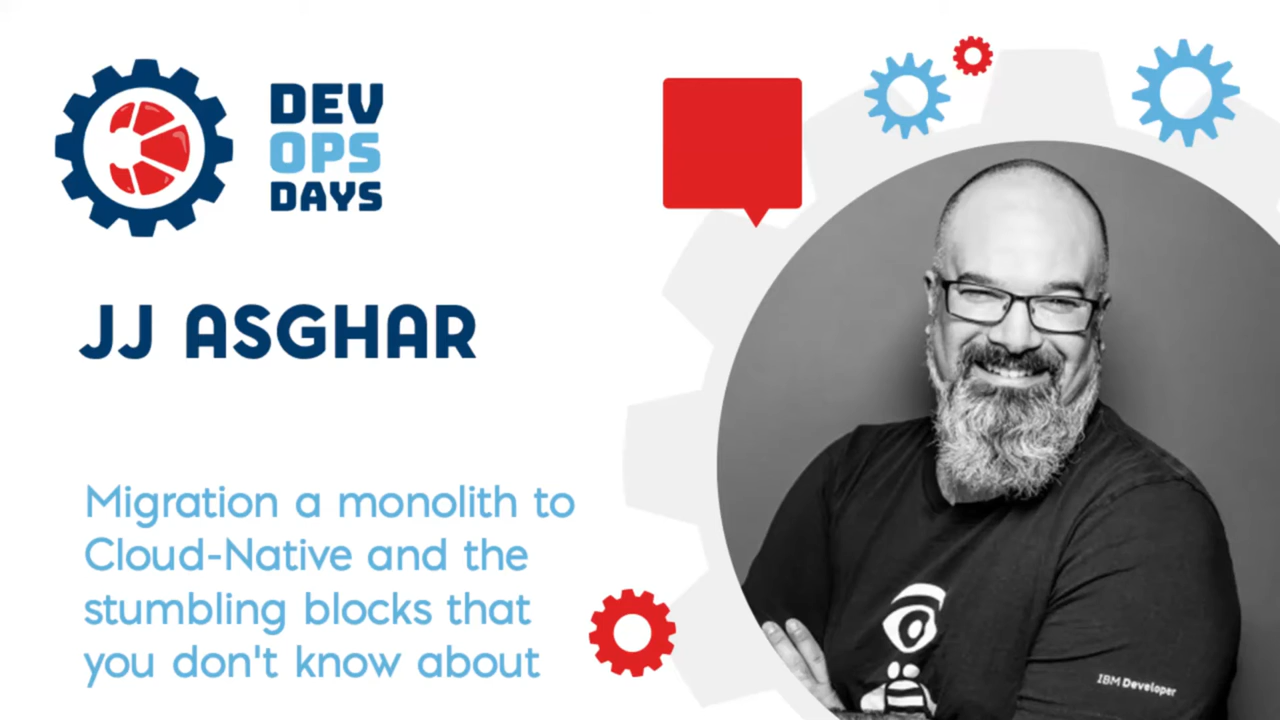 DEV
OPS
DAYS
JJ ASGHAR
Migration a monolith to
Cloud-Native and the
stumbling blocks that
you don't know about
IBM Developer